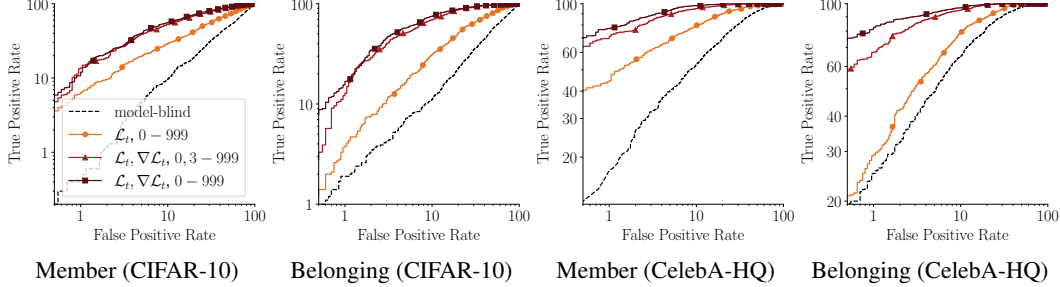 True Positive Rate
100
10
1
1
10
100
False Positive Rate
model-blind
ℒₜ, 0 − 999
ℒₜ, ∇ℒₜ, 0, 3 − 999
ℒₜ, ∇ℒₜ, 0 − 999
Member (CIFAR-10)
True Positive Rate
100
10
1
1
10
100
False Positive Rate
Belonging (CIFAR-10)
True Positive Rate
100
60
40
30
20
1
10
100
False Positive Rate
Member (CelebA-HQ)
True Positive Rate
100
80
60
40
30
20
1
10
100
False Positive Rate
Belonging (CelebA-HQ)